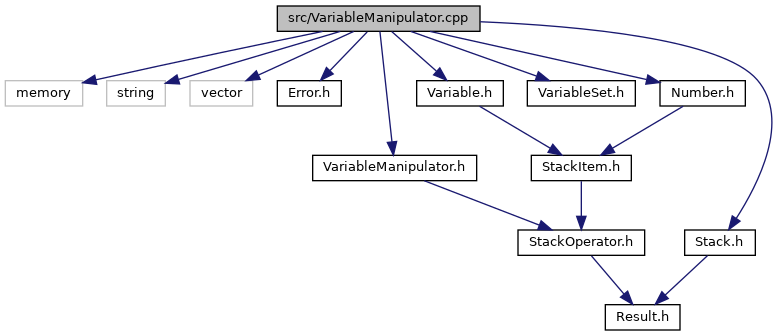 src/VariableManipulator.cpp
memory
string
vector
Error.h
Variable.h
VariableSet.h
Number.h
VariableManipulator.h
StackItem.h
StackOperator.h
Stack.h
Result.h